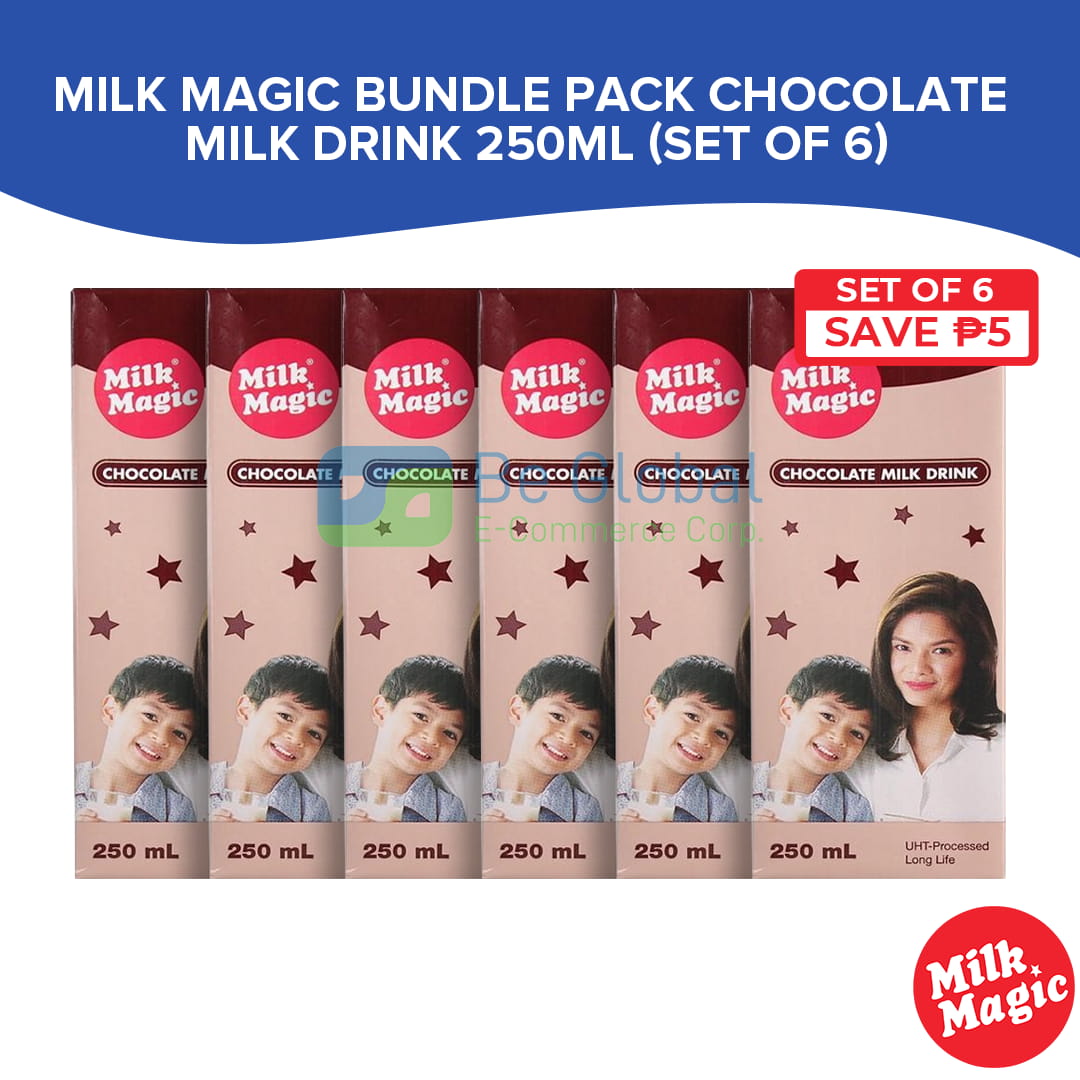 MILK MAGIC BUNDLE PACK CHOCOLATE
MILK DRINK 250ML (SET OF 6)
SET OF 6
SAVE ₱5
Milk® Magic
Milk® Magic
Milk® Magic
Milk® Magic
Milk® Magic
Milk Magic
CHOCOLATE
CHOCOLATE
CHOCOLATE
CHOCOLATE
CHOCOLATE
CHOCOLATE MILK DRINK
Be Global
E-Commerce Corp.
250 mL
250 mL
250 mL
250 mL
250 mL
250 mL
UHT-Processed
Long Life
Milk
Magic